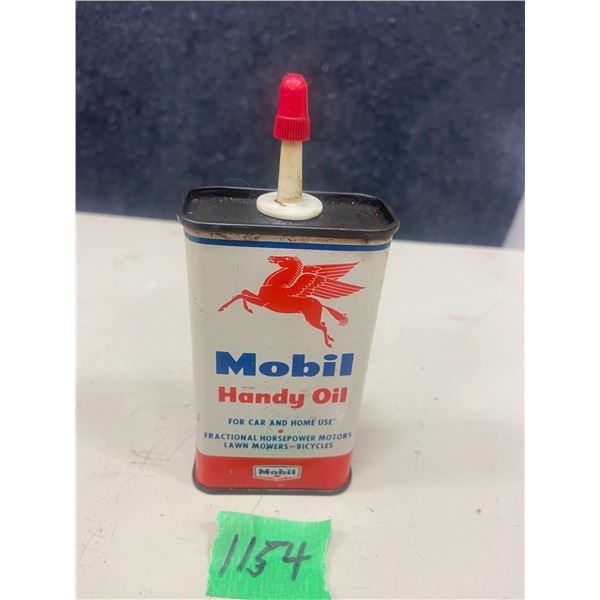 Mobil
Handy Oil
FOR CAR AND HOME USE
FRACTIONAL HORSEPOWER MOTORS
LAWN MOWERS-BICYCLES
Mobil
1154